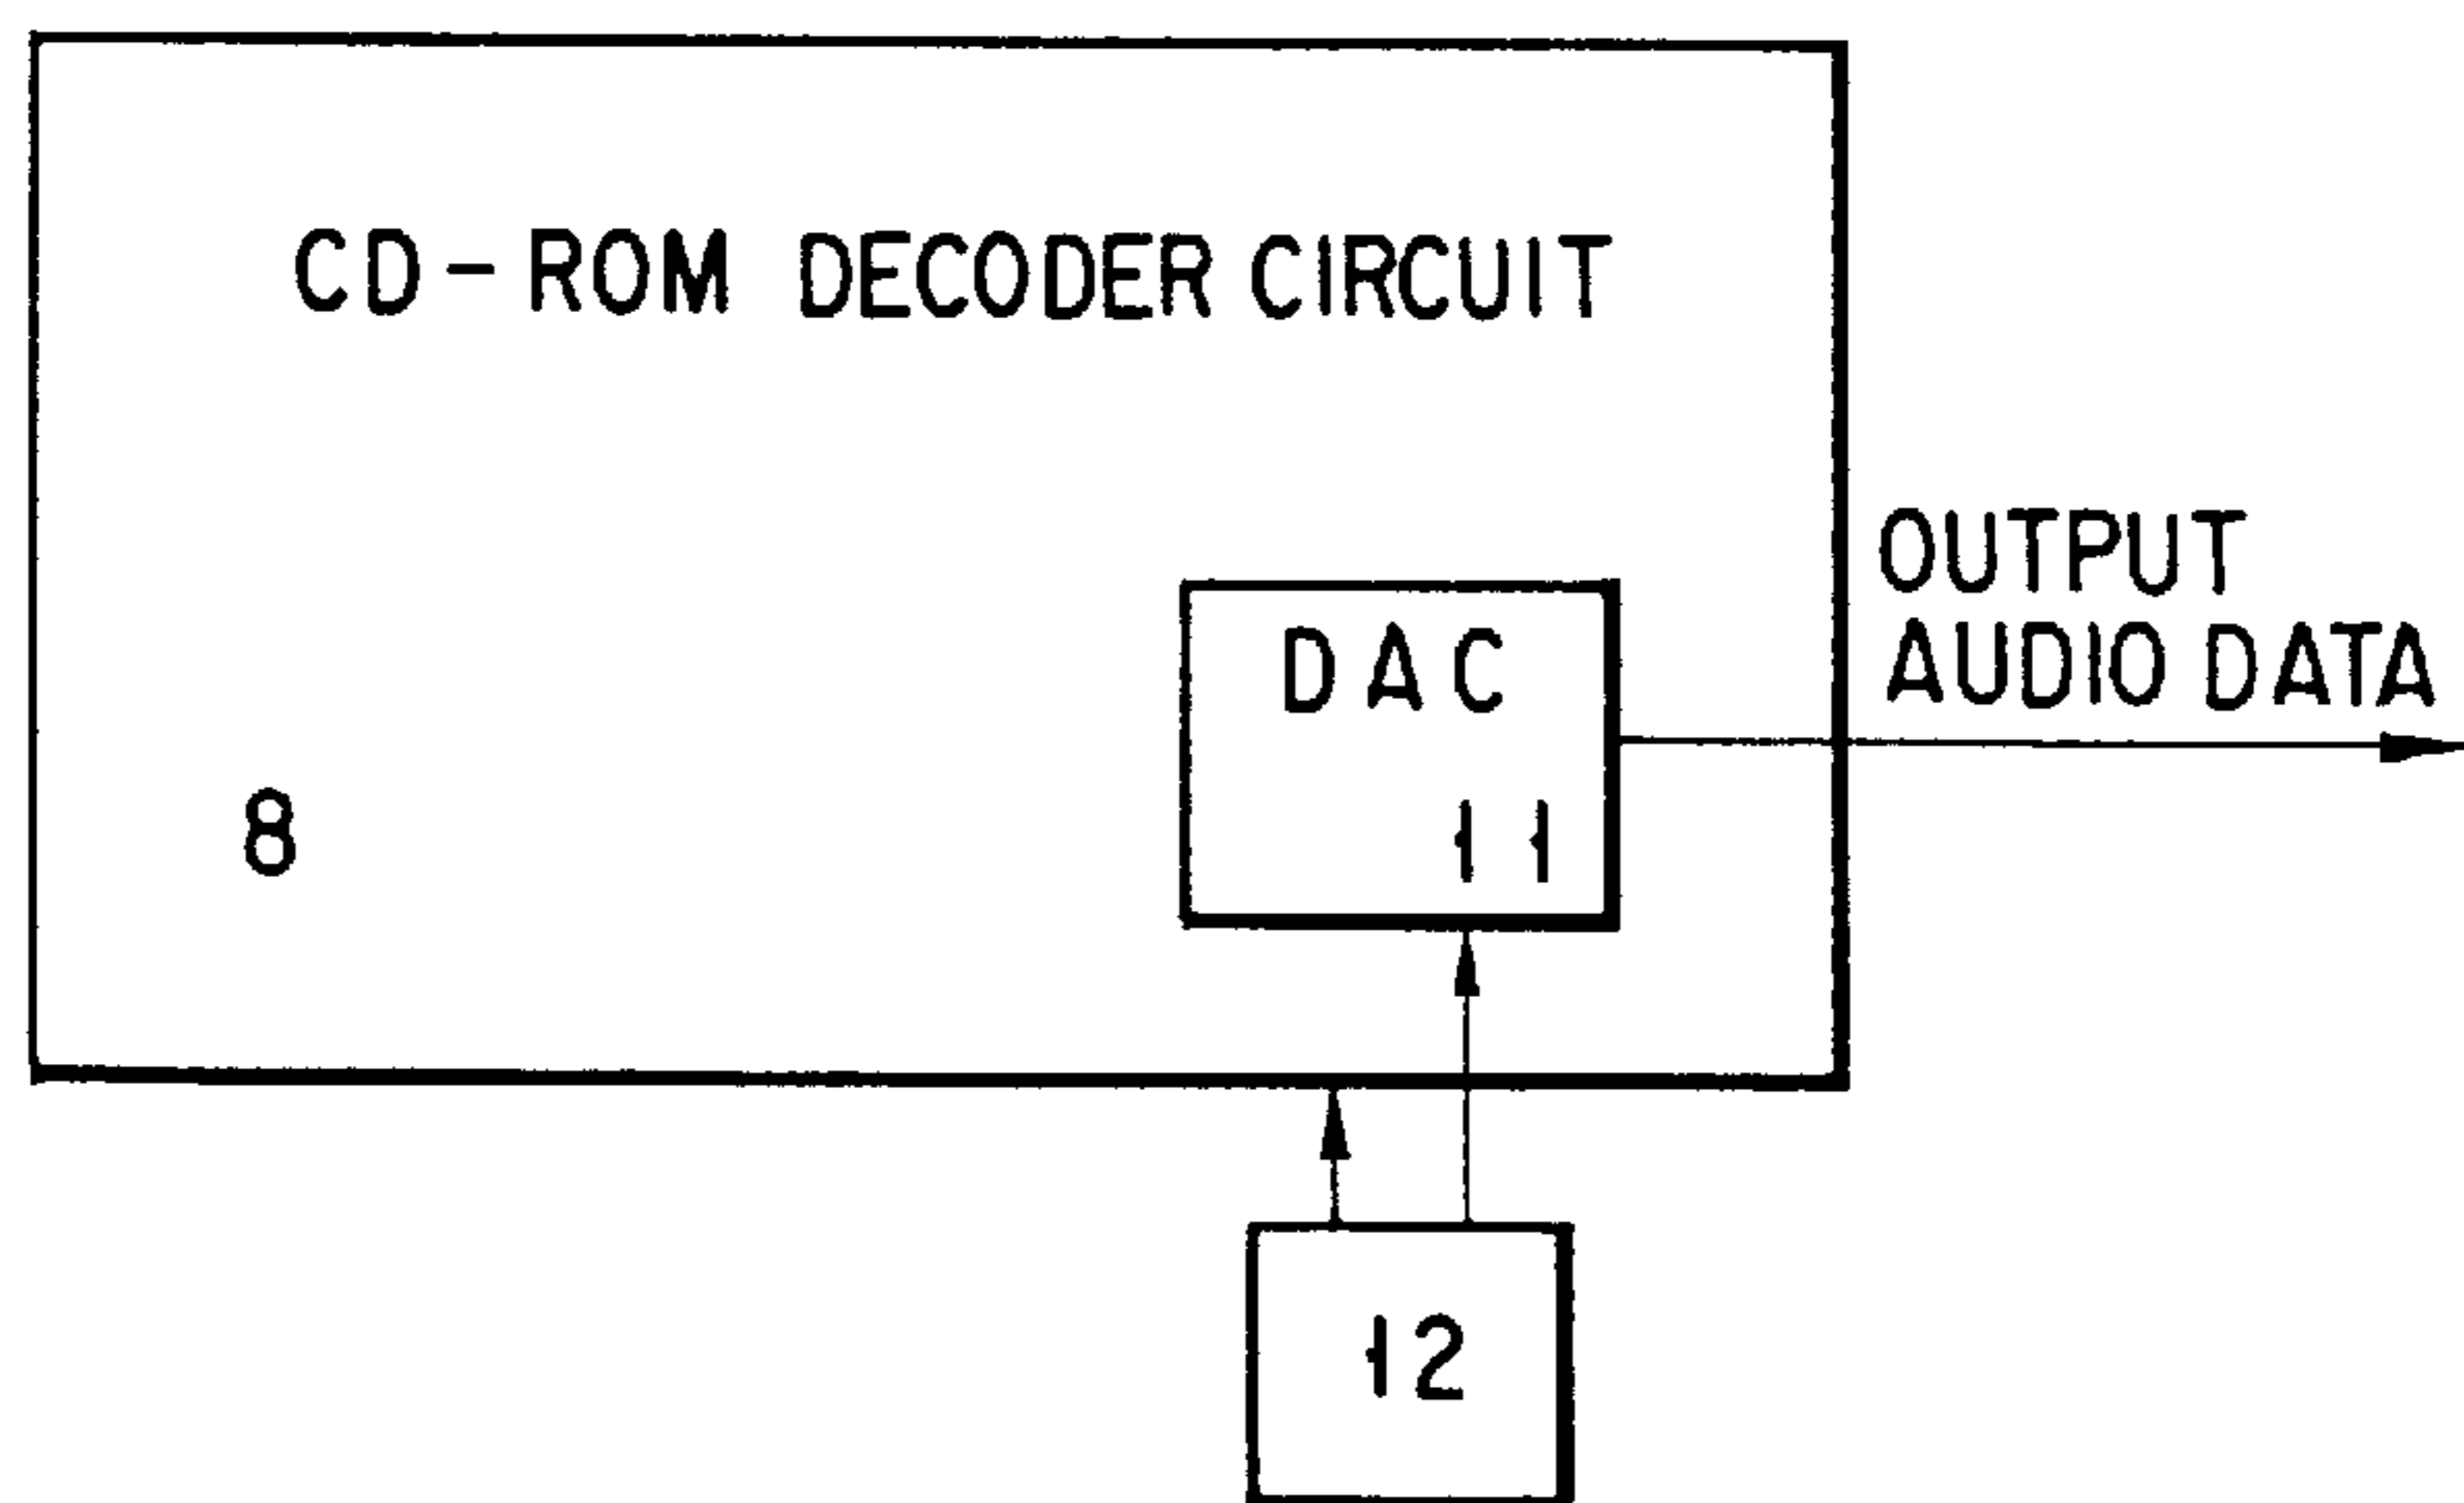 CD-ROM DECODER CIRCUIT
OUTPUT
AUDIO DATA
DAC
11
8
12